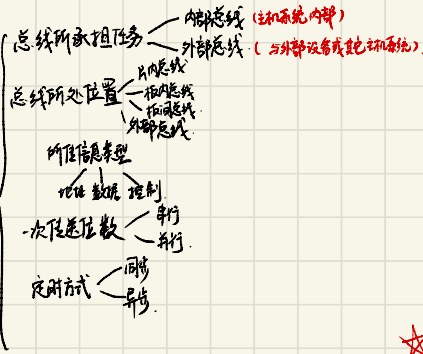 内部总线（主机系统内部）
总线所承担任务
外部总线（与外部设备或其它主机系统）
片内总线
总线所处位置
板内总线
板间总线
外部总线
所传信息类型
地址 数据 控制
串行
一次传送位数
并行
同步
定时方式
异步